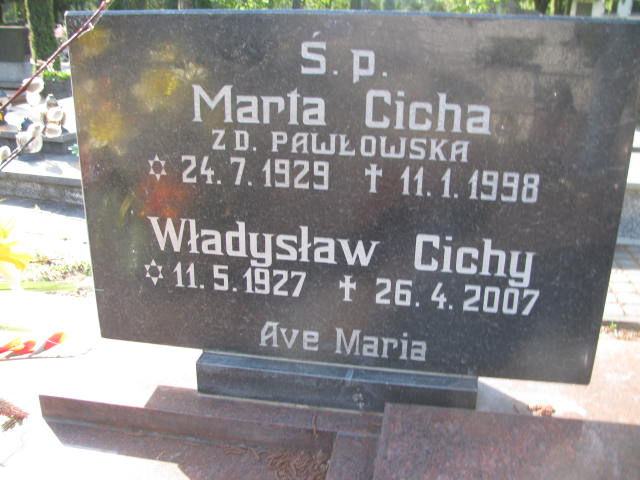 Ś.p.
Marta Cicha
ZD. PAWŁOWSKA
✡ 24.7.1929 † 11.1.1998
Władysław Cichy
✡ 11.5.1927 † 26.4.2007
Ave Maria